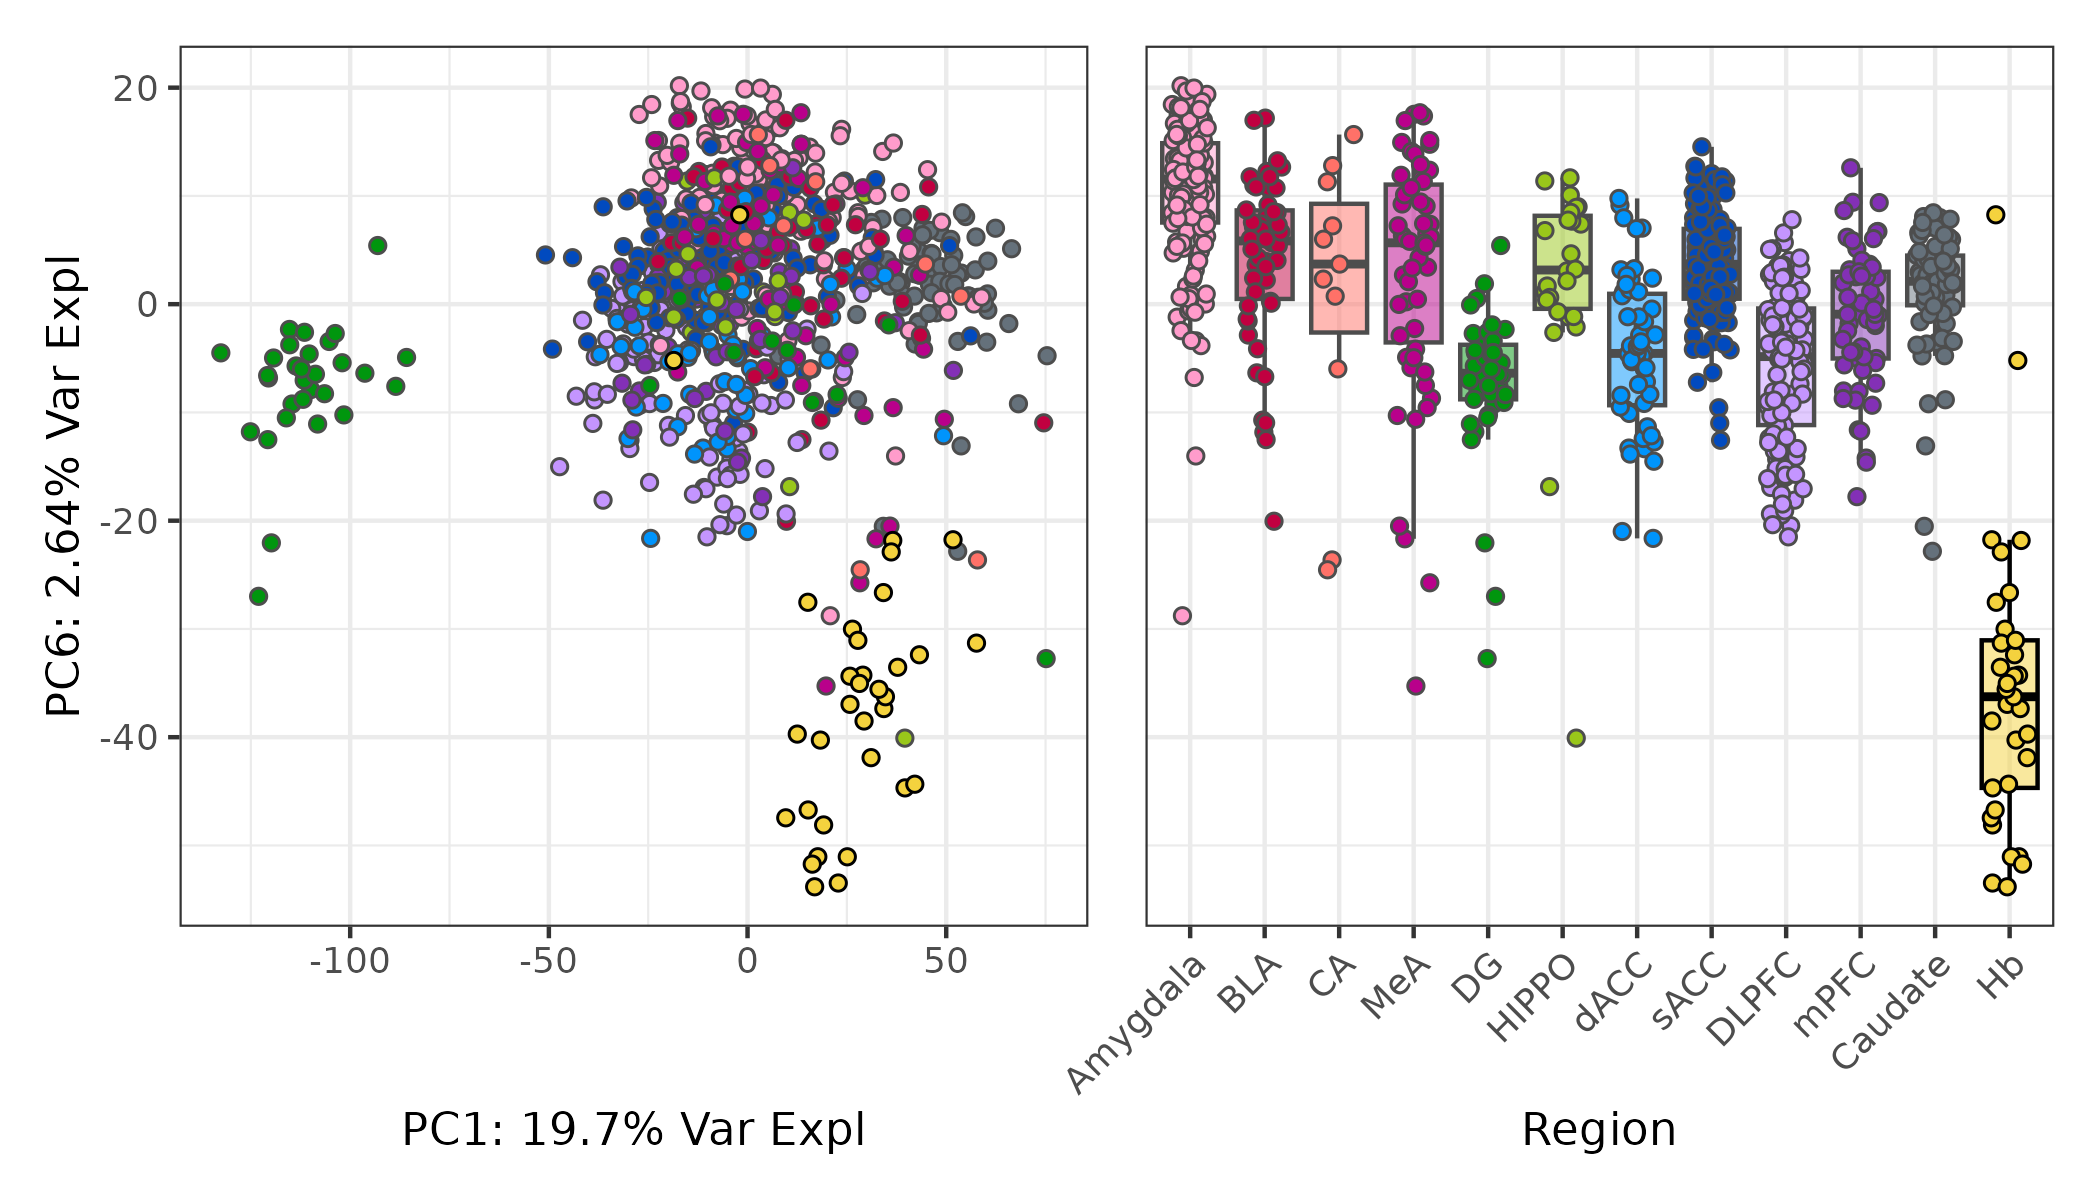 PC6: 2.64% Var Expl
20
0
-20
-40
-100
-50
0
50
PC1: 19.7% Var Expl
Amygdala
BLA
CA
MeA
DG
HIPPO
dACC
sACC
DLPFC
mPFC
Caudate
Hb
Region